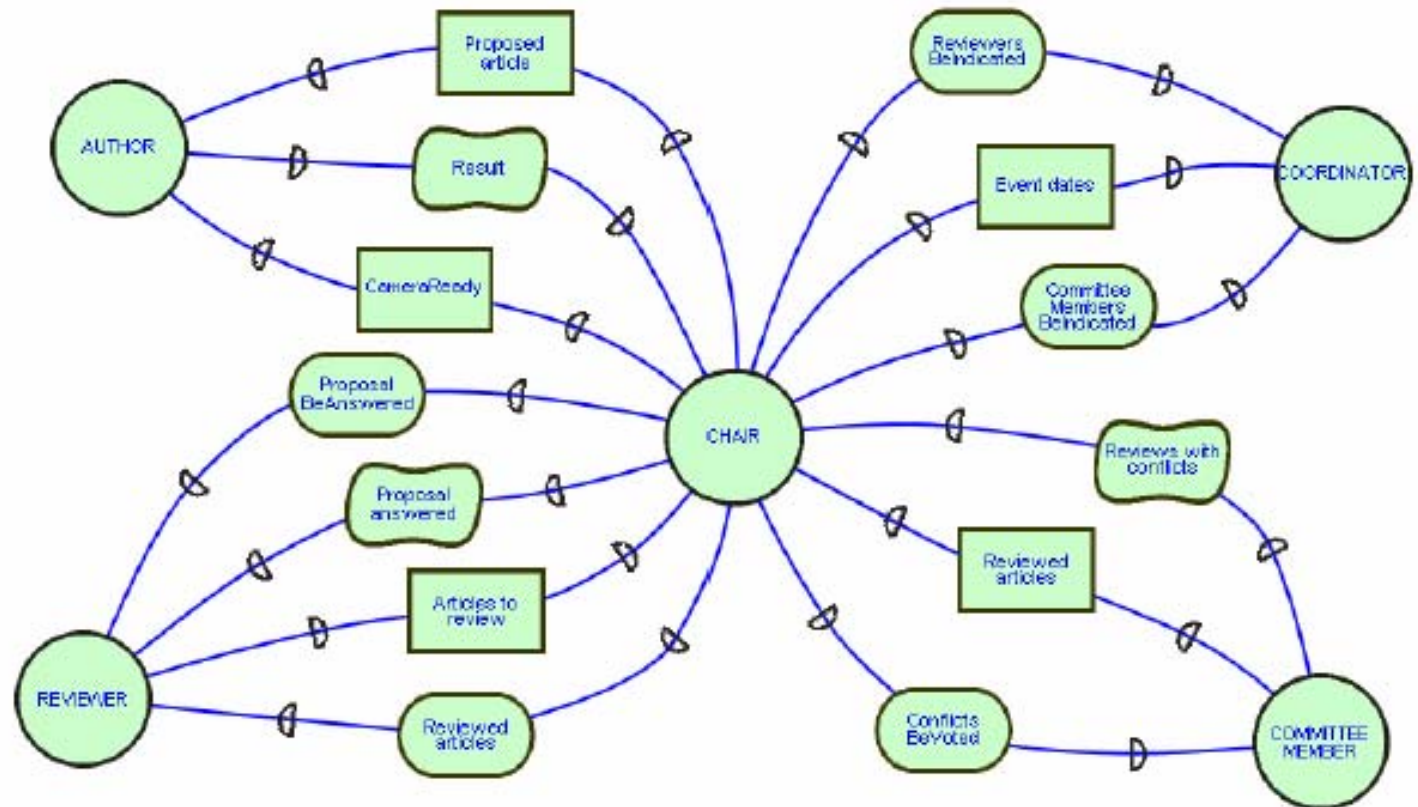 Proposed
article
Reviewers
BeIndicated
AUTHOR
Result
Event dates
COORDINATOR
CameraReady
Committee
Members
BeIndicated
Proposal
BeAnswered
CHAIR
Reviews with
conflicts
Proposal
answered
Reviewed
articles
Articles to
review
REVIEWER
Reviewed
articles
Conflicts
BeVoted
COMMITTEE
MEMBER